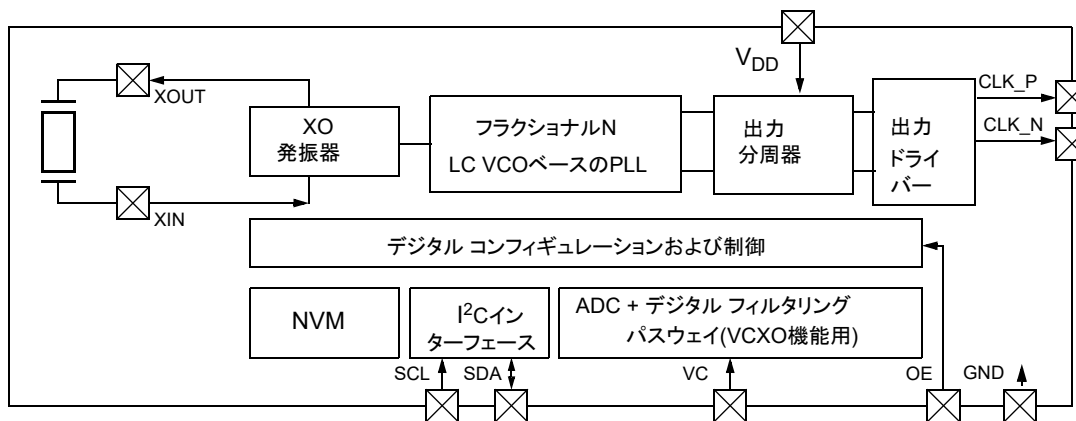 V_DD
XOUT
XO
発振器
フラクショナルN
LC VCOベースのPLL
出力
分周器
出力
ドライ
バー
CLK_P
CLK_N
XIN
デジタル コンフィギュレーションおよび制御
NVM
I²Cイン
ターフェース
ADC + デジタル フィルタリング
パスウェイ(VCXO機能用)
SCL
SDA
VC
OE
GND